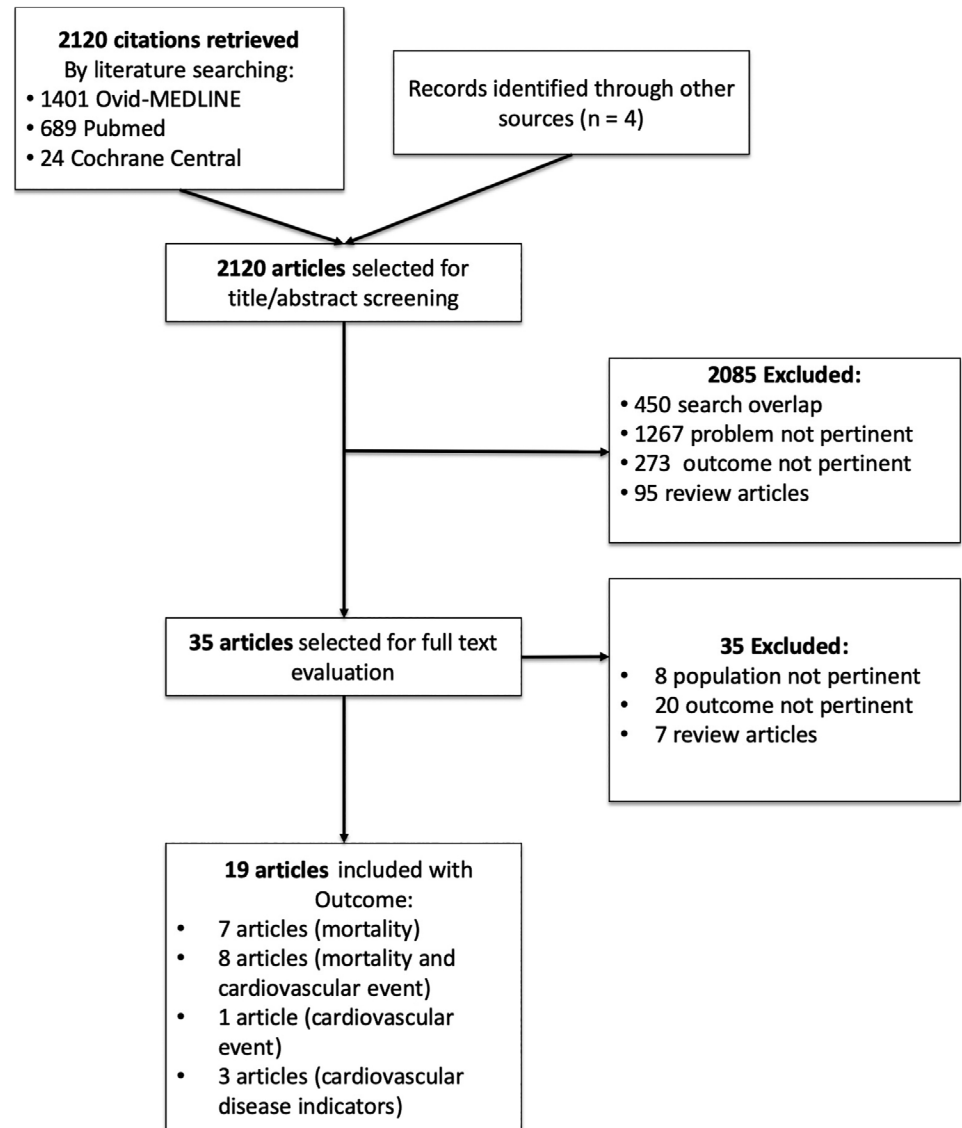 2120 citations retrieved
By literature searching:
• 1401 Ovid-MEDLINE
• 689 Pubmed
• 24 Cochrane Central
Records identified through other
sources (n = 4)
2120 articles selected for
title/abstract screening
2085 Excluded:
• 450 search overlap
• 1267 problem not pertinent
• 273 outcome not pertinent
• 95 review articles
35 articles selected for full text
evaluation
35 Excluded:
• 8 population not pertinent
• 20 outcome not pertinent
• 7 review articles
19 articles included with
Outcome:
• 7 articles (mortality)
• 8 articles (mortality and
cardiovascular event)
• 1 article (cardiovascular
event)
• 3 articles (cardiovascular
disease indicators)